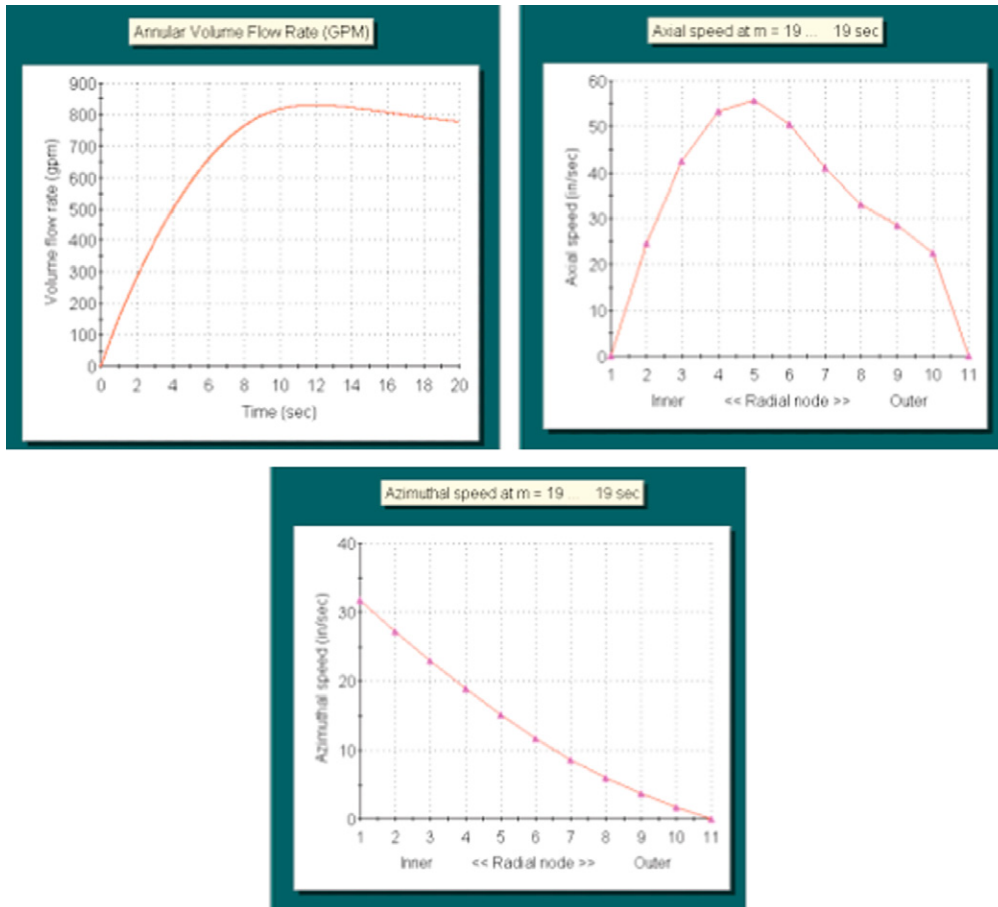 Annular Volume Flow Rate (GPM)
900
800
700
600
500
400
300
200
100
0
Volume flow rate (gpm)
0 2 4 6 8 10 12 14 16 18 20
Time (sec)
Axial speed at m = 19 ... 19 sec
60
50
40
30
20
10
0
Axial speed (in/sec)
1 2 3 4 5 6 7 8 9 10 11
Inner << Radial node >> Outer
Azimuthal speed at m = 19 ... 19 sec
40
30
20
10
0
Azimuthal speed (in/sec)
1 2 3 4 5 6 7 8 9 10 11
Inner << Radial node >> Outer